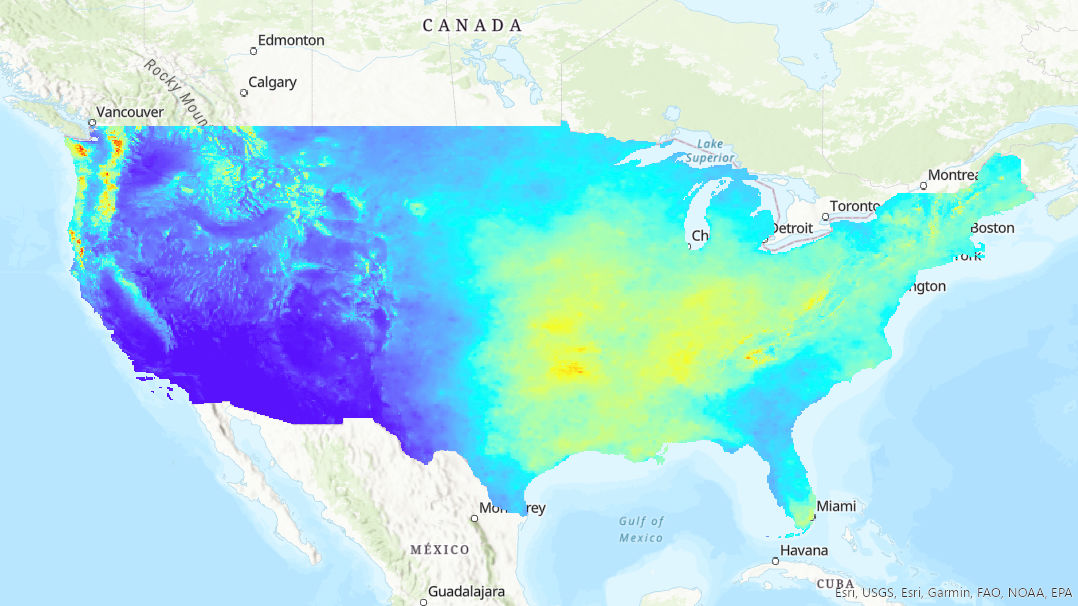 CANADA
Edmonton
Calgary
Rocky Moun
Vancouver
Lake
Superior
Montrea
Toronto
Detroit
Ch
Boston
York
ngton
Monterrey
Gulf of
Mexico
Miami
MÉXICO
Havana
CUBA
Guadalajara
Esri, USGS, Esri, Garmin, FAO, NOAA, EPA